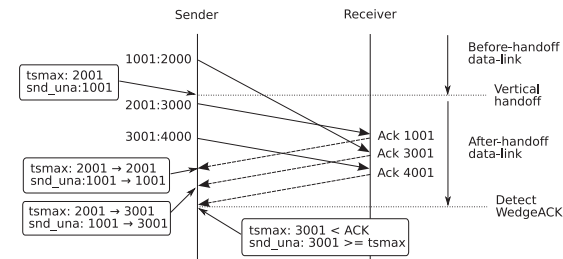 Sender
Receiver
1001:2000
Before-handoff
data-link
tsmax: 2001
snd_una:1001
Vertical
handoff
2001:3000
3001:4000
Ack 1001
Ack 3001
Ack 4001
After-handoff
data-link
tsmax: 2001 → 2001
snd_una:1001 → 1001
tsmax: 2001 → 3001
snd_una: 1001 → 3001
Detect
WedgeACK
tsmax: 3001 < ACK
snd_una: 3001 >= tsmax